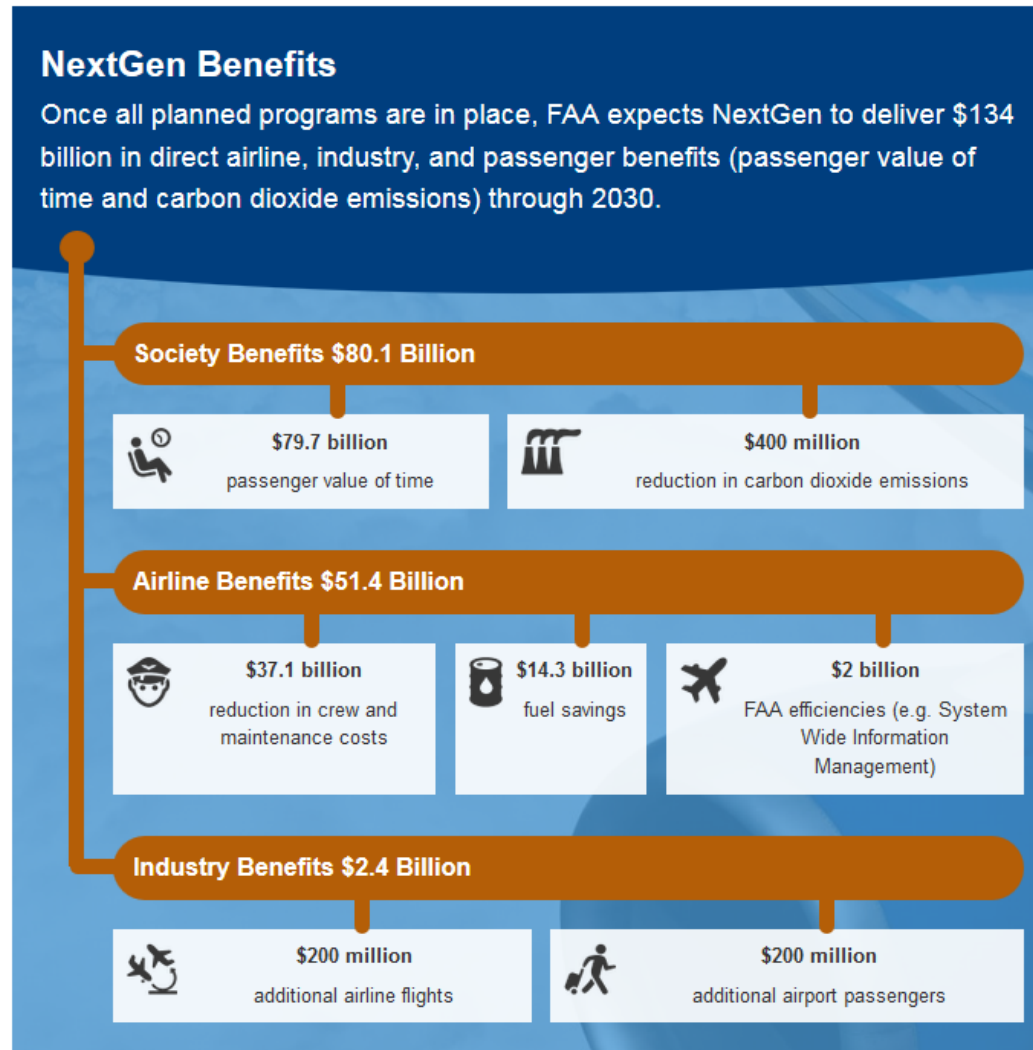 NextGen Benefits
Once all planned programs are in place, FAA expects NextGen to deliver $134
billion in direct airline, industry, and passenger benefits (passenger value of
time and carbon dioxide emissions) through 2030.
Society Benefits $80.1 Billion
$79.7 billion
passenger value of time
$400 million
reduction in carbon dioxide emissions
Airline Benefits $51.4 Billion
$37.1 billion
reduction in crew and
maintenance costs
$14.3 billion
fuel savings
$2 billion
FAA efficiencies (e.g. System
Wide Information
Management)
Industry Benefits $2.4 Billion
$200 million
additional airline flights
$200 million
additional airport passengers